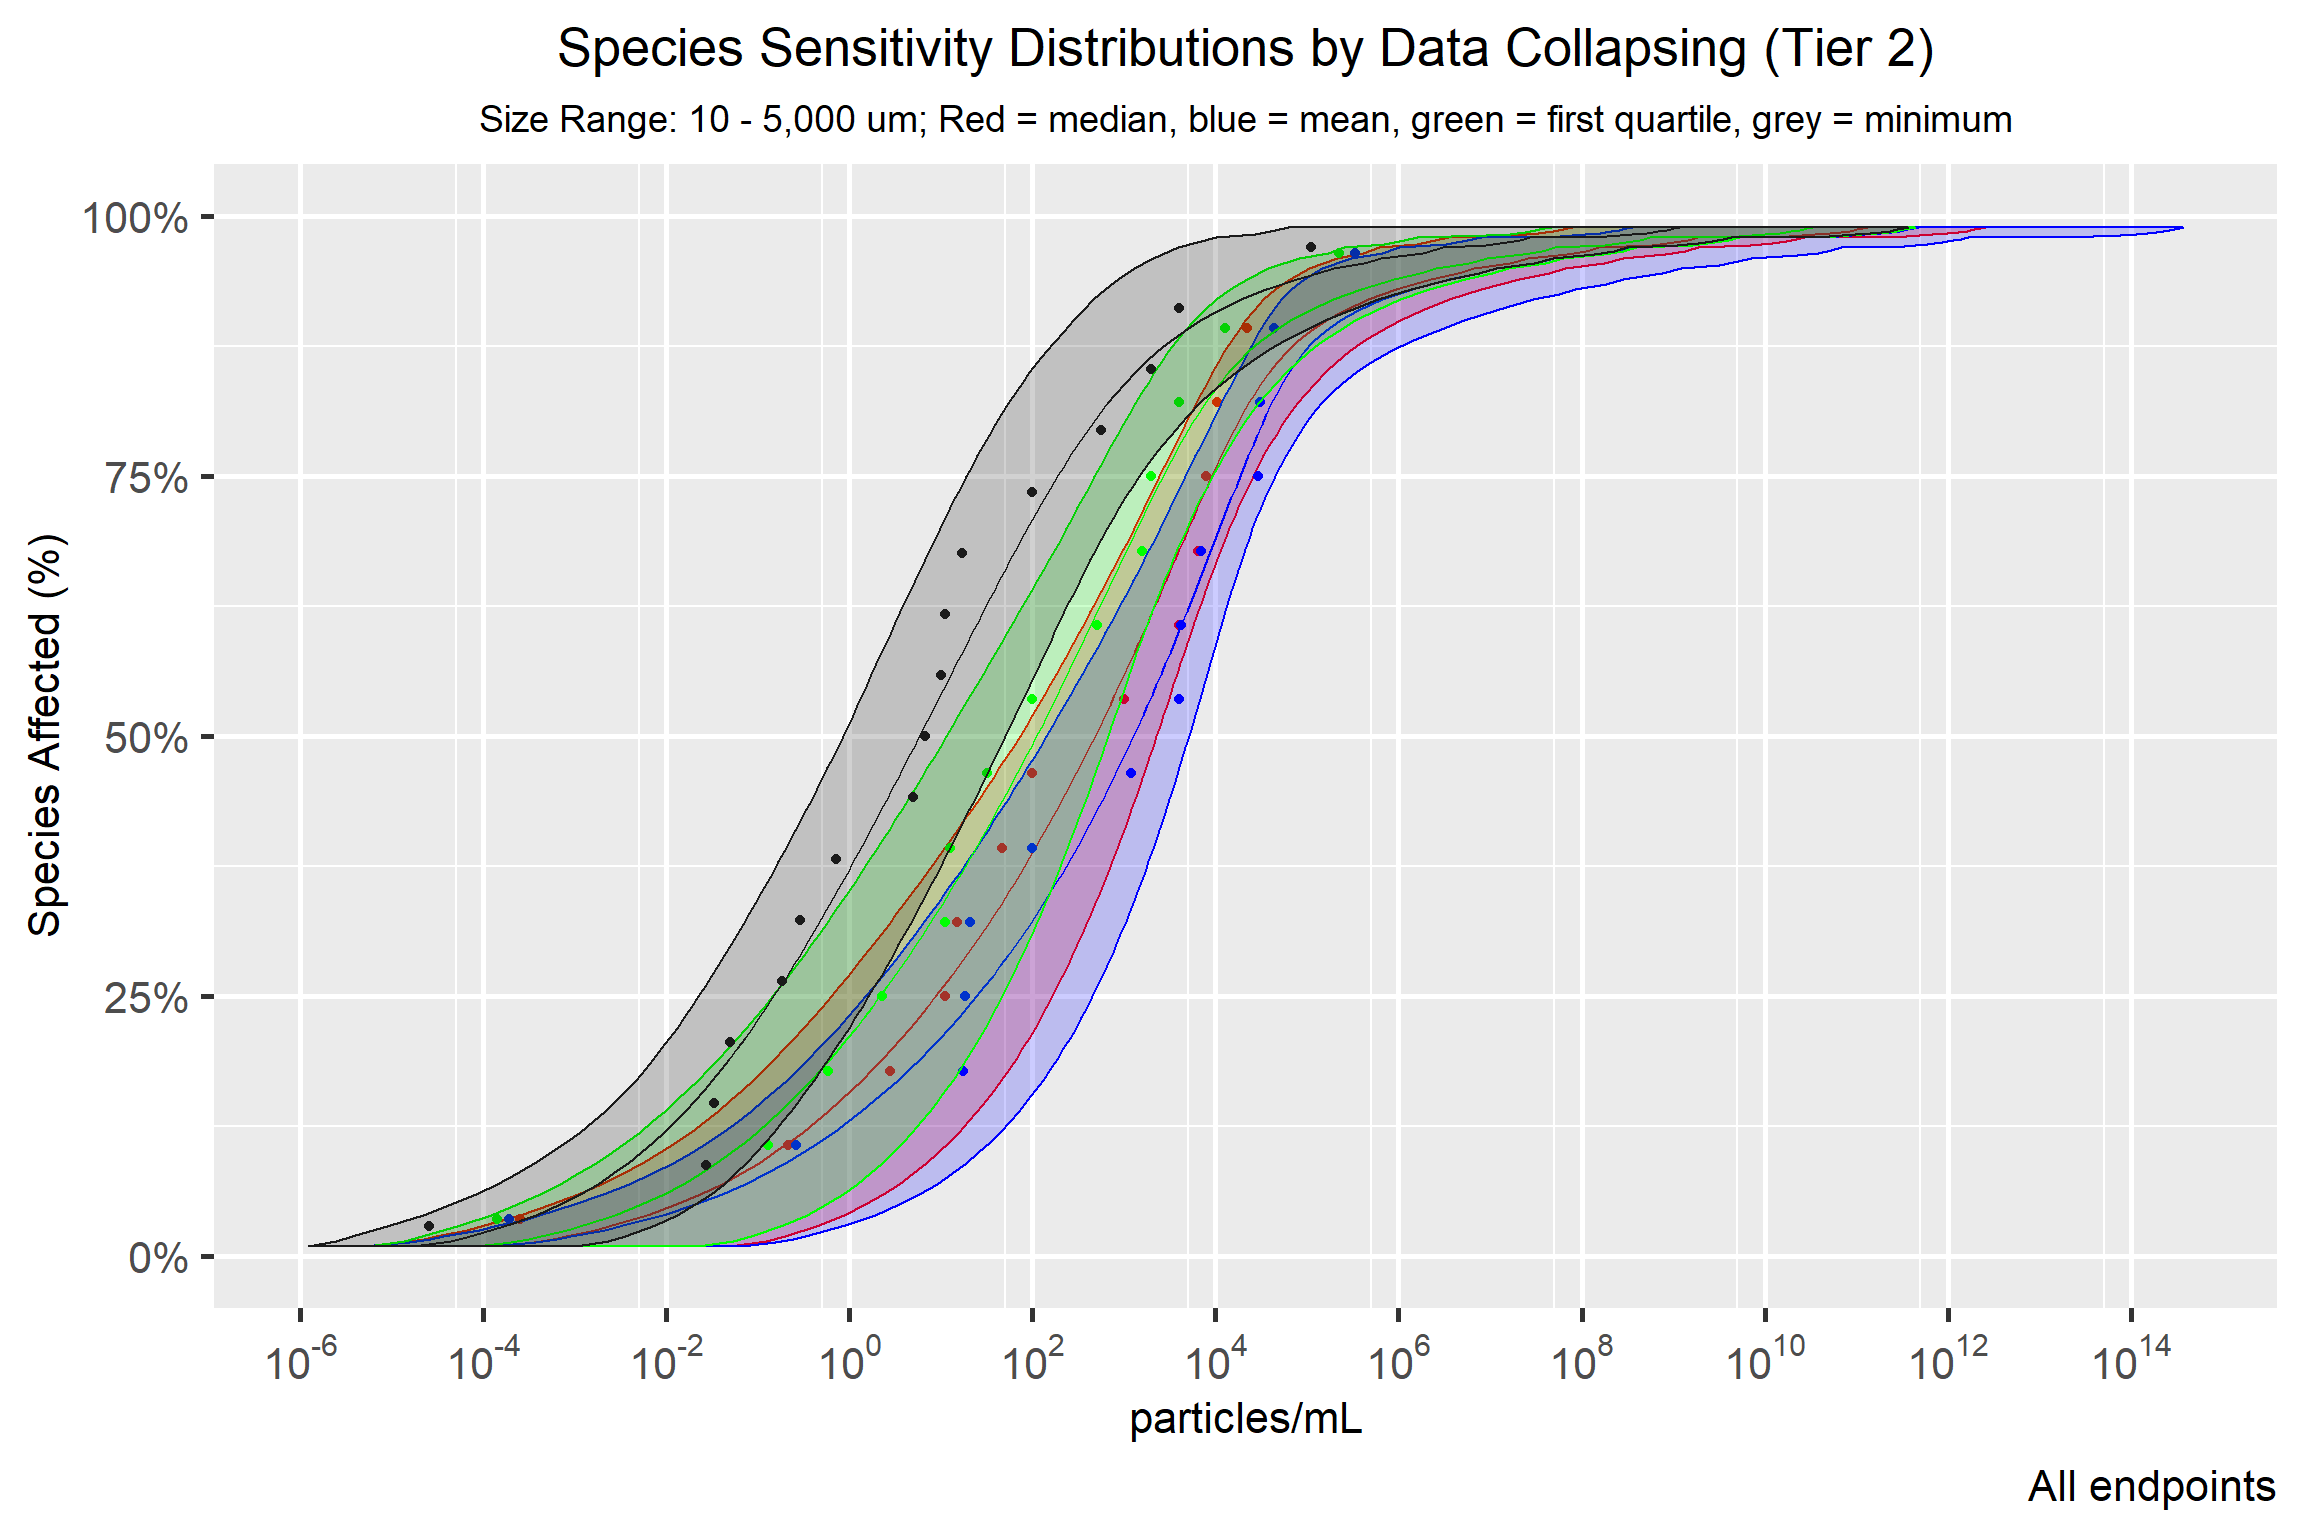 Species Sensitivity Distributions by Data Collapsing (Tier 2)
Size Range: 10 - 5,000 um; Red = median, blue = mean, green = first quartile, grey = minimum
Species Affected (%)
100%
75%
50%
25%
0%
10^-6 10^-4 10^-2 10^0 10^2 10^4 10^6 10^8 10^10 10^12 10^14
particles/mL
All endpoints